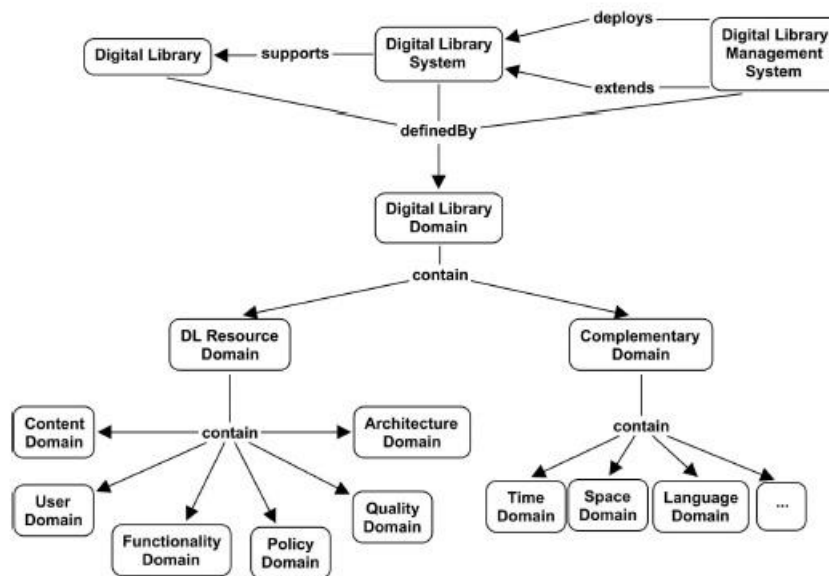 deploys
Digital Library
supports
Digital Library
System
Digital Library
Management
System
extends
definedBy
Digital Library
Domain
contain
DL Resource
Domain
Complementary
Domain
Content
Domain
contain
Architecture
Domain
contain
User
Domain
Functionality
Domain
Policy
Domain
Quality
Domain
Time
Domain
Space
Domain
Language
Domain
...